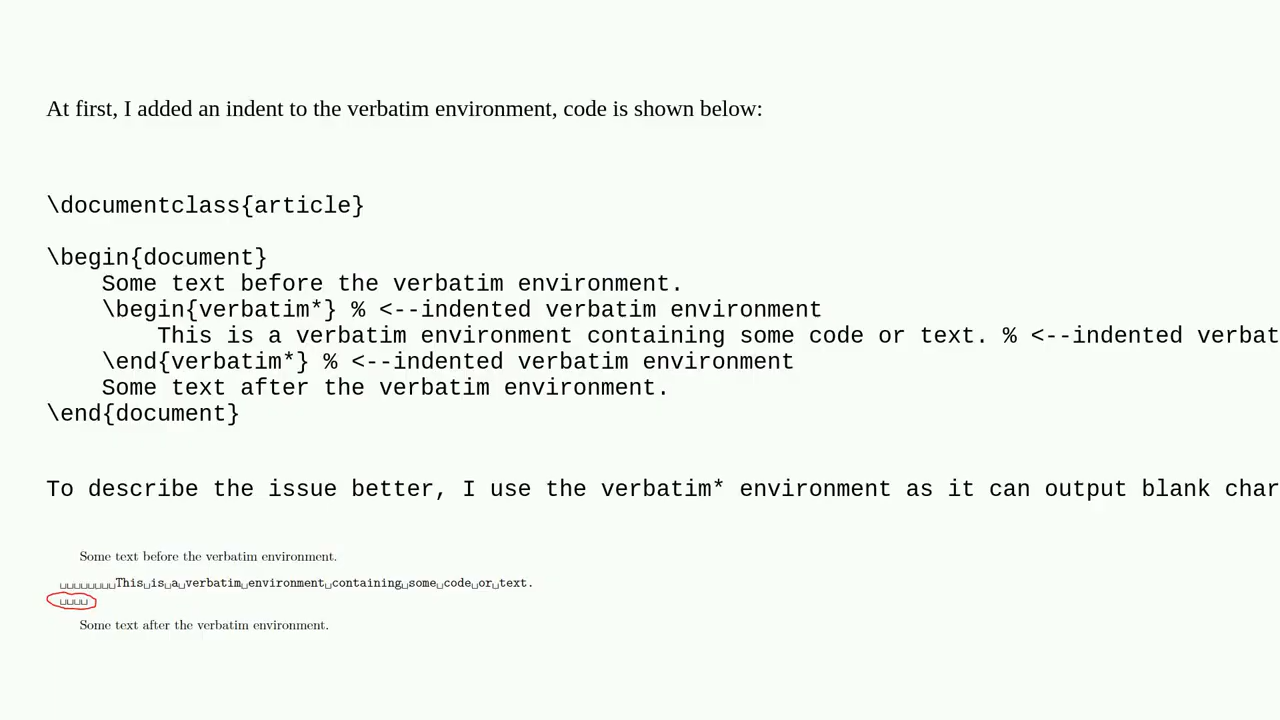 At first, I added an indent to the verbatim environment, code is shown below:
\documentclass{article}
\begin{document}
    Some text before the verbatim environment.
    \begin{verbatim*} % <--indented verbatim environment
        This is a verbatim environment containing some code or text. % <--indented verbat
    \end{verbatim*} % <--indented verbatim environment
    Some text after the verbatim environment.
\end{document}
To describe the issue better, I use the verbatim* environment as it can output blank char
Some text before the verbatim environment.
␣␣␣␣␣␣␣␣This␣is␣a␣verbatim␣environment␣containing␣some␣code␣or␣text.
␣␣␣␣
Some text after the verbatim environment.